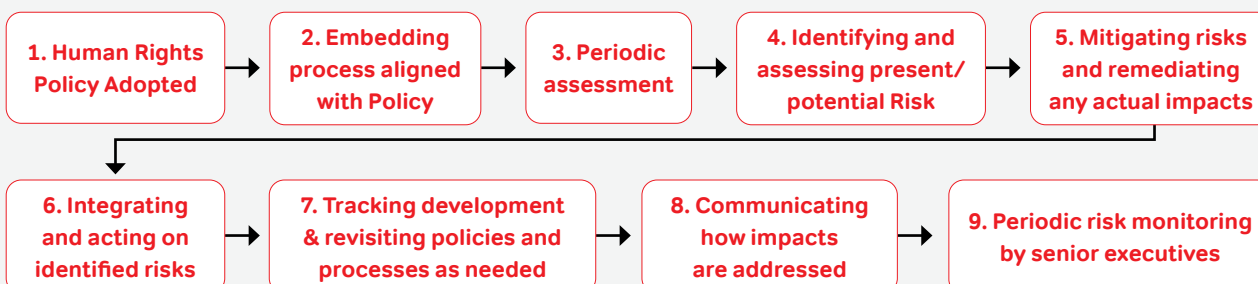 1. Human Rights
Policy Adopted
2. Embedding
process aligned
with Policy
3. Periodic
assessment
4. Identifying and
assessing present/
potential Risk
5. Mitigating risks
and remediating
any actual impacts
6. Integrating
and acting on
identified risks
7. Tracking development
& revisiting policies and
processes as needed
8. Communicating
how impacts
are addressed
9. Periodic risk monitoring
by senior executives